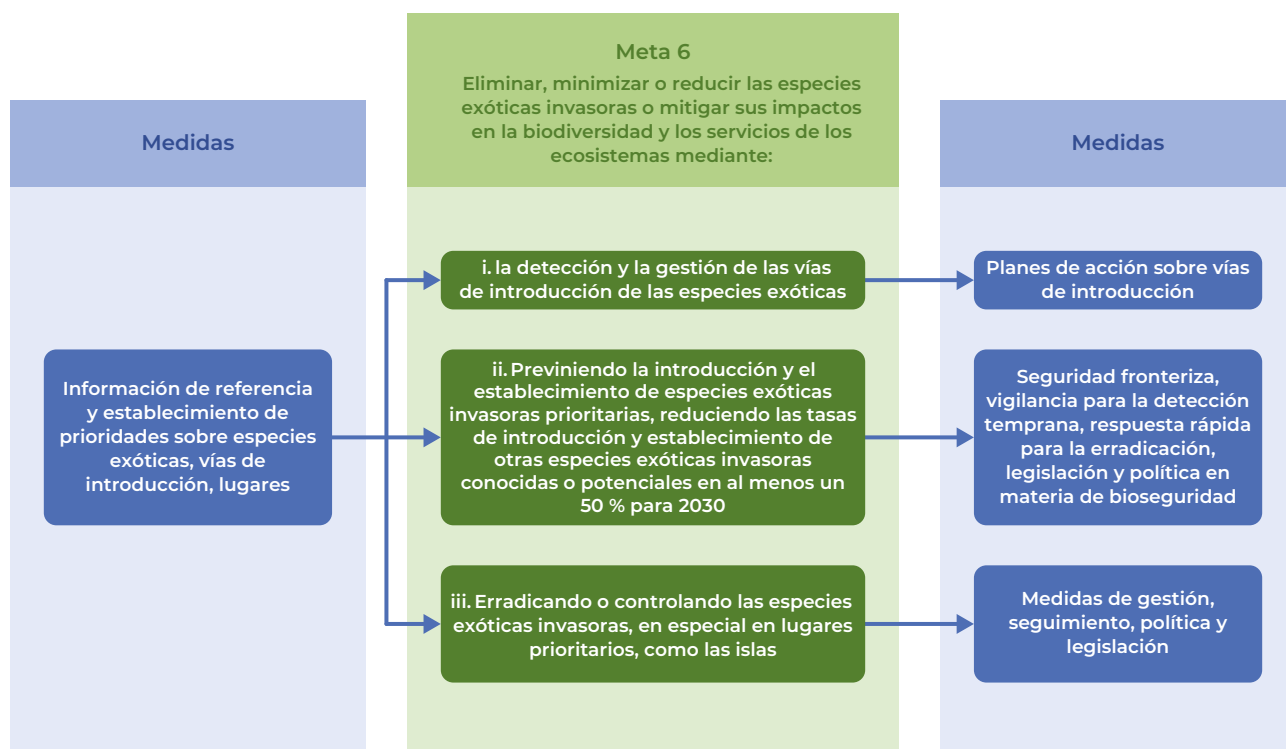 Medidas
Información de referencia
y establecimiento de
prioridades sobre especies
exóticas, vías de
introducción, lugares
Meta 6
Eliminar, minimizar o reducir las especies
exóticas invasoras o mitigar sus impactos
en la biodiversidad y los servicios de los
ecosistemas mediante:
i. la detección y la gestión de las vías
de introducción de las especies exóticas
ii. Previniendo la introducción y el
establecimiento de especies exóticas
invasoras prioritarias, reduciendo las tasas
de introducción y establecimiento de
otras especies exóticas invasoras
conocidas o potenciales en al menos un
50 % para 2030
iii. Erradicando o controlando las especies
exóticas invasoras, en especial en lugares
prioritarios, como las islas
Medidas
Planes de acción sobre vías
de introducción
Seguridad fronteriza,
vigilancia para la detección
temprana, respuesta rápida
para la erradicación,
legislación y política en
materia de bioseguridad
Medidas de gestión,
seguimiento, política y
legislación